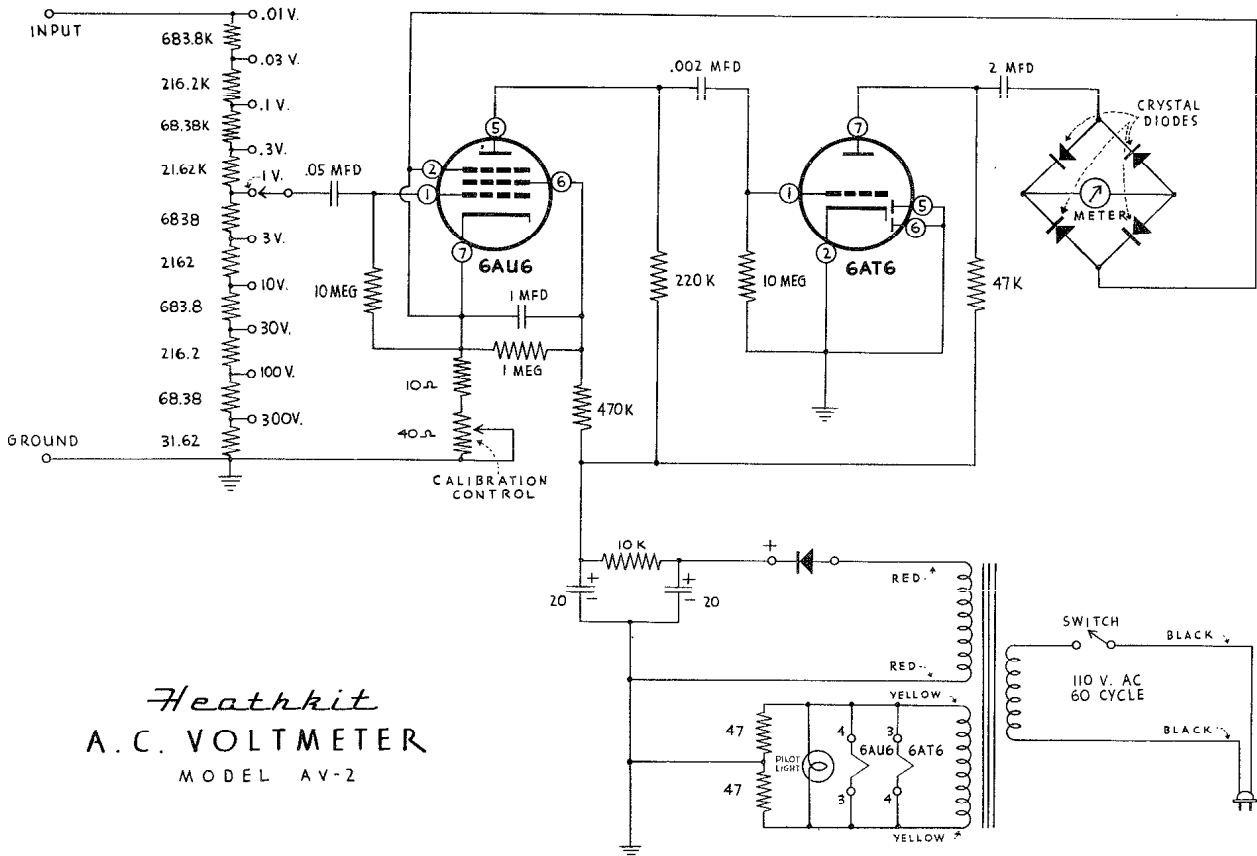 INPUT
683.8K
216.2K
68.38K
21.62K
6838
2162
683.8
216.2
68.38
31.62
GROUND
.01 V.
.03 V.
.1 V.
.3 V.
1 V.
3 V.
10 V.
30 V.
100 V.
300 V.
.05 MFD
10 MEG
2
1
5
6
7
6AU6
1 MFD
1 MEG
10Ω
40Ω
CALIBRATION
CONTROL
470K
220 K
.002 MFD
10 MEG
1
7
5
6
2
6AT6
47K
2 MFD
CRYSTAL
DIODES
METER
10 K
+
+
−
20
+
−
20
RED
RED
YELLOW
YELLOW
47
47
PILOT
LIGHT
4
6AU6
3
3
6AT6
4
SWITCH
BLACK
110 V. AC
60 CYCLE
BLACK
Heathkit
A.C. VOLTMETER
MODEL AV-2